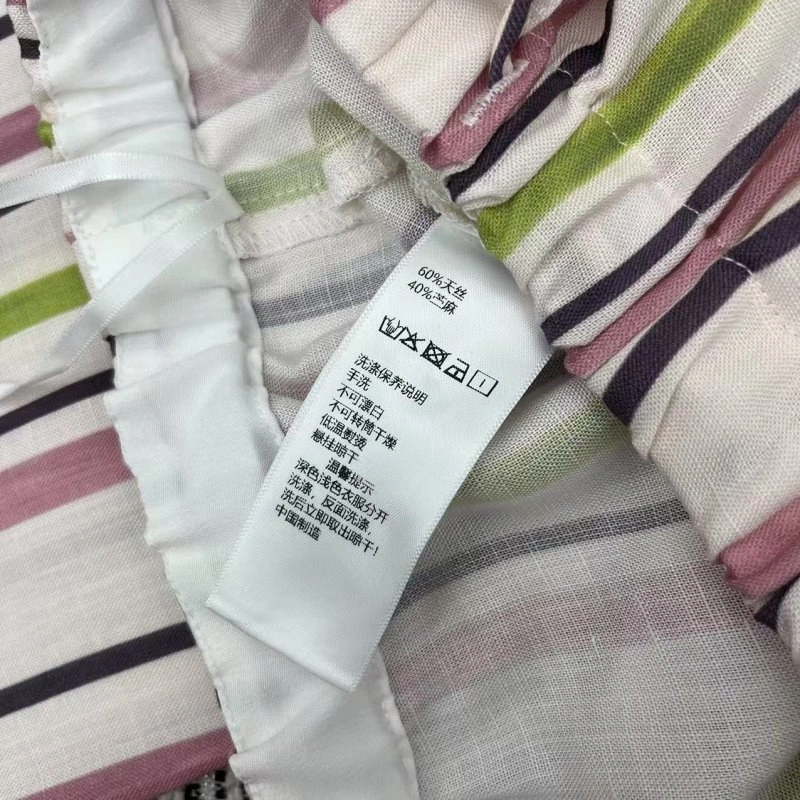 60%天丝
40%苎麻
洗涤保养说明
手洗
不可漂白
不可转筒干燥
低温熨烫
悬挂晾干
温馨提示
深色浅色衣服分开
洗涤，反面洗涤，
洗后立即取出晾干！
中国制造